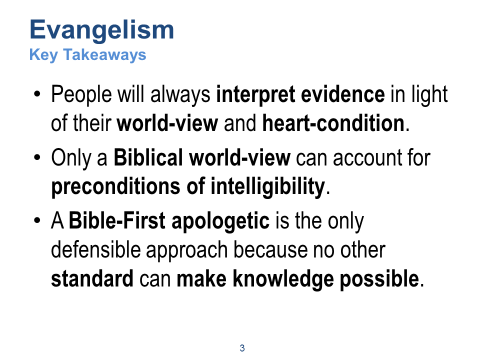 Evangelism
Key Takeaways
• People will always interpret evidence in light
of their world-view and heart-condition.
• Only a Biblical world-view can account for
preconditions of intelligibility.
• A Bible-First apologetic is the only
defensible approach because no other
standard can make knowledge possible.
3